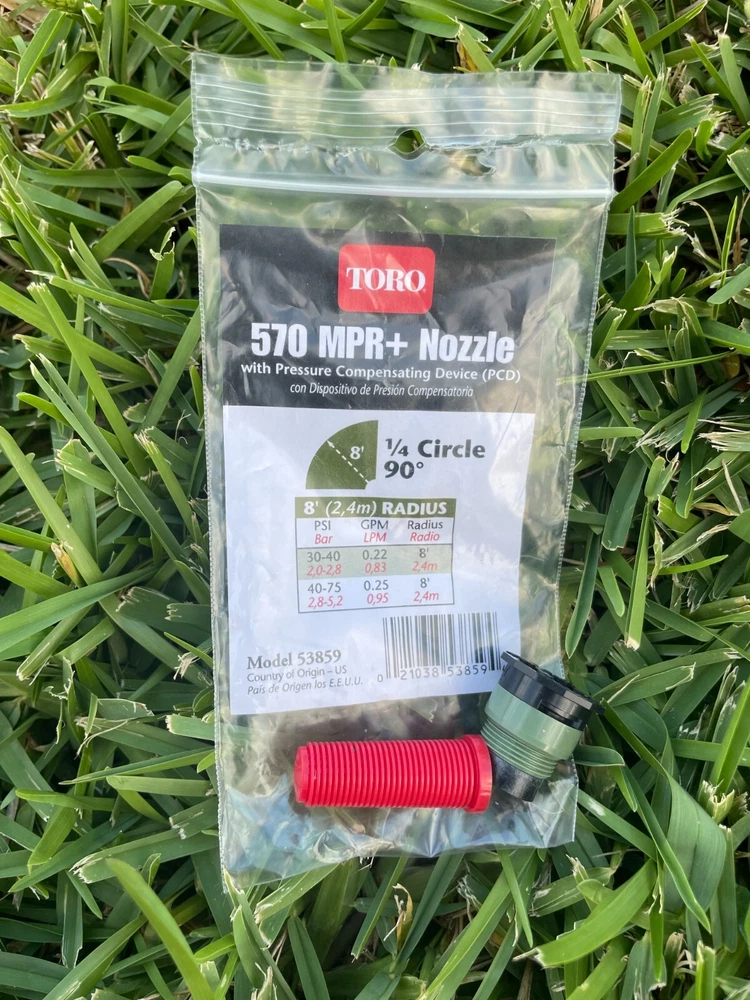 TORO
570 MPR+ Nozzle
with Pressure Compensating Device (PCD)
con Dispositivo de Presión Compensatoria
8'
1/4 Circle
90°
8' (2,4m) RADIUS
PSI GPM Radius
Bar LPM Radio
30-40 0.22 8'
2,0-2,8 0,83 2,4m
40-75 0.25 8'
2,8-5,2 0,95 2,4m
Model 53859
Country of Origin – US
País de Origen los E.E.U.U.
0 21038 53859